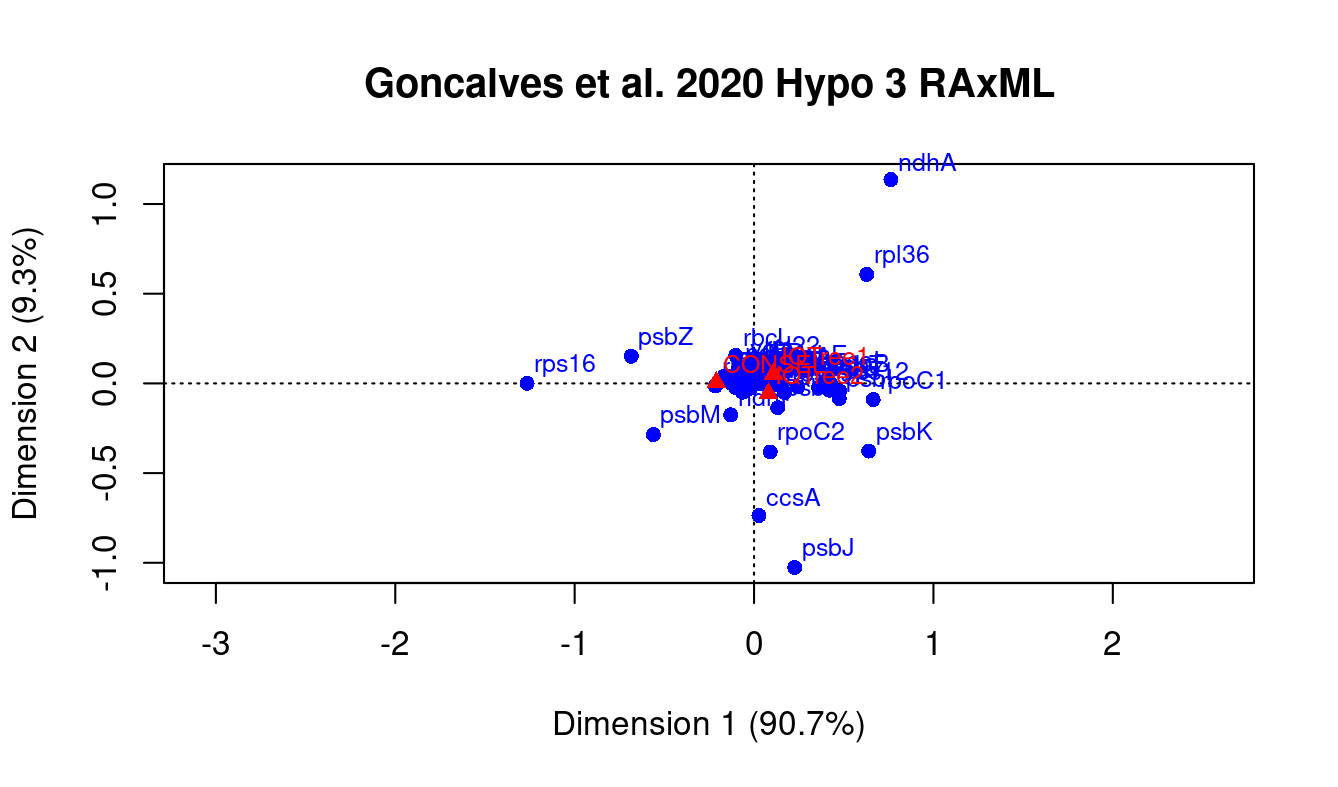 Goncalves et al. 2020 Hypo 3 RAxML
Dimension 2 (9.3%)
1.0
0.5
0.0
-0.5
-1.0
ndhA
rpl36
psbZ
rps16
rbcL
rpoC1
psbM
rpoC2
psbK
ccsA
psbJ
-3
-2
-1
0
1
2
Dimension 1 (90.7%)